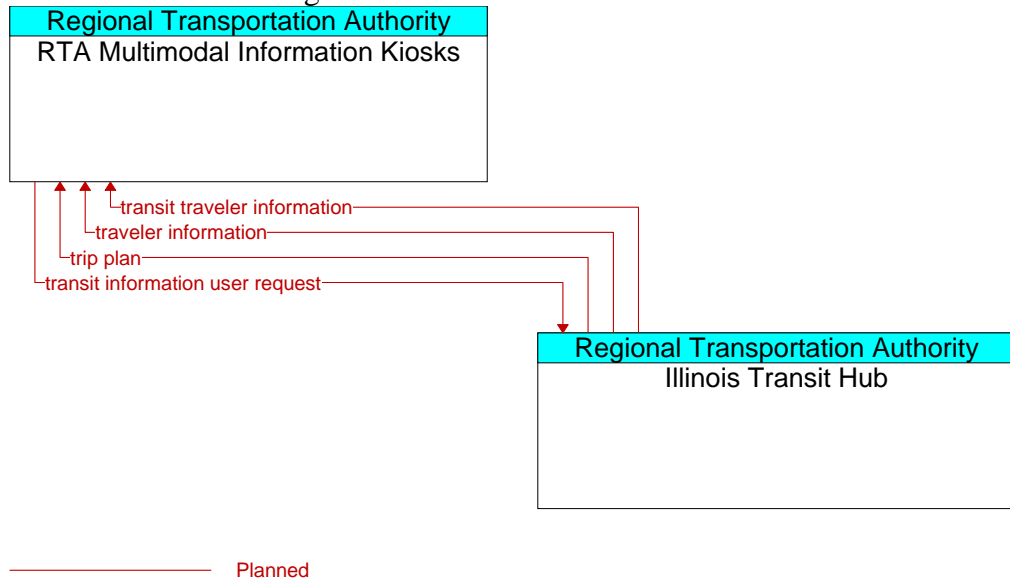 Regional Transportation Authority
RTA Multimodal Information Kiosks
transit traveler information
traveler information
trip plan
transit information user request
Regional Transportation Authority
Illinois Transit Hub
Planned